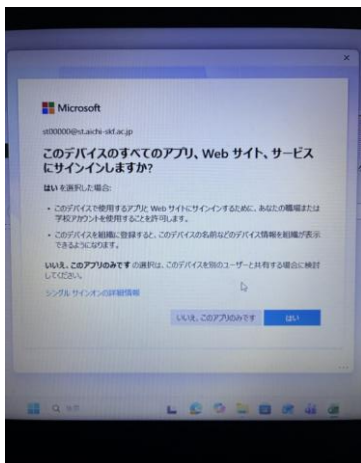 Microsoft
st00000@st.aichi-skf.ac.jp
このデバイスのすべてのアプリ、Web サイト、サービス
にサインインしますか?
はい を選択した場合:
• このデバイスで使用するアプリと Web サイトにサインインするために、あなたの職場または
学校アカウントを使用することを許可します。
• このデバイスを組織に登録すると、このデバイスの名前などのデバイス情報を組織が表示
できるようになります。
いいえ、このアプリのみです の選択は、このデバイスを別のユーザーと共有する場合に検討
してください。
シングル サインオンの詳細情報
いいえ、このアプリのみです
はい
検索